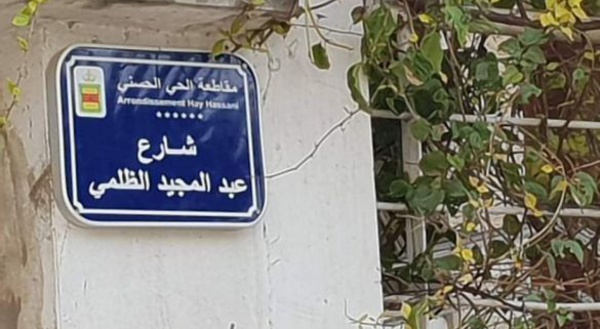 مقاطعة الحي الحسني
Arrondissement Hay Hassani
******
شارع
عبد المجيد الظلمي